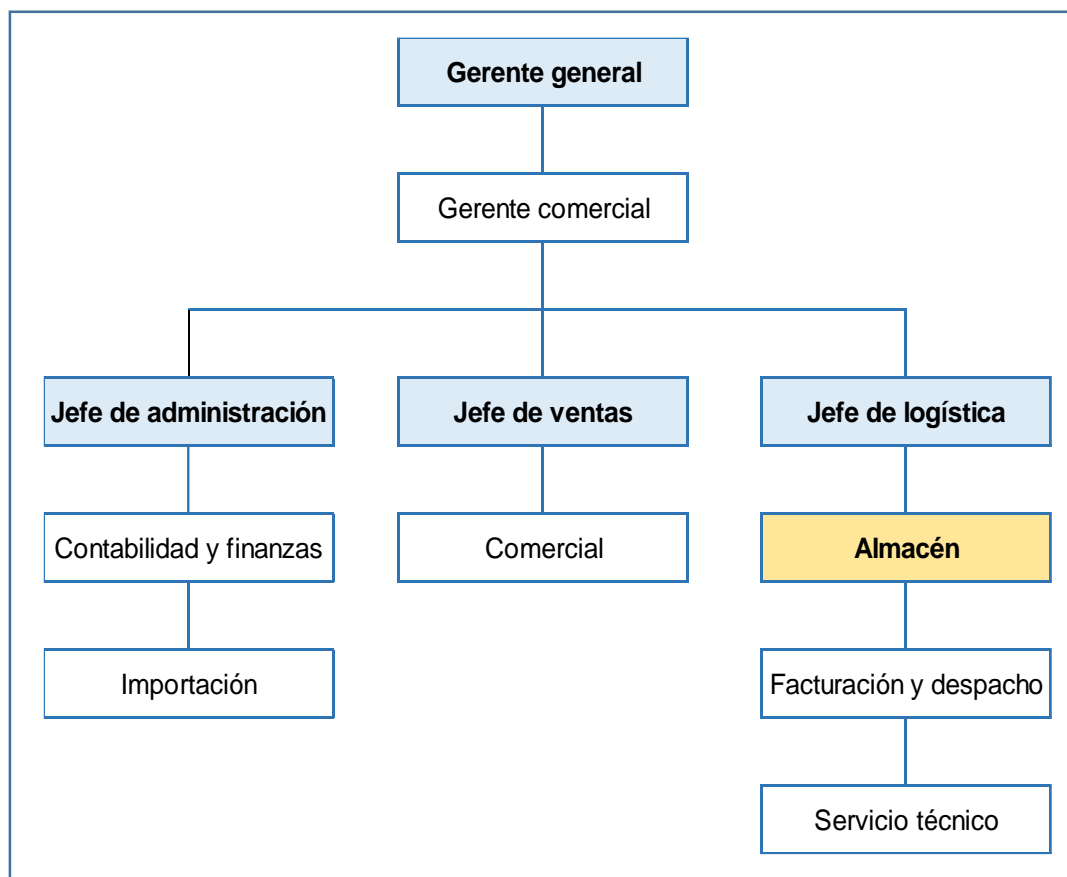 Gerente general
Gerente comercial
Jefe de administración
Jefe de ventas
Jefe de logística
Contabilidad y finanzas
Comercial
Almacén
Importación
Facturación y despacho
Servicio técnico